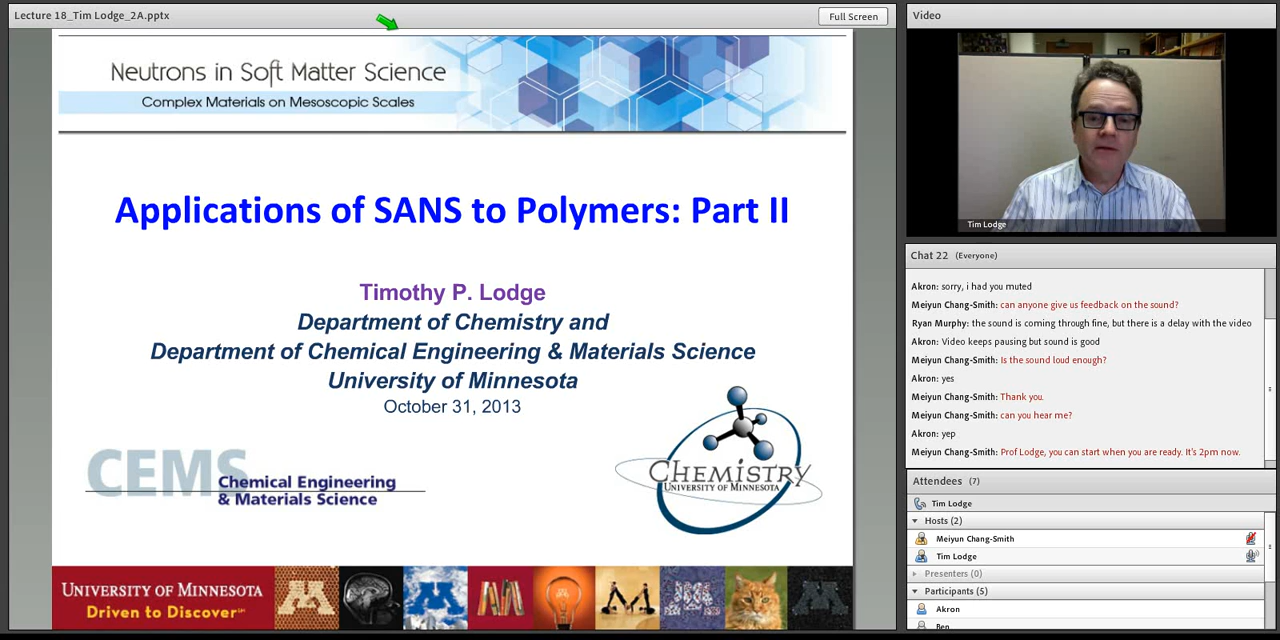 Lecture 18_Tim Lodge_2A.pptx
Full Screen
Neutrons in Soft Matter Science
Complex Materials on Mesoscopic Scales
Applications of SANS to Polymers: Part II
Timothy P. Lodge
Department of Chemistry and
Department of Chemical Engineering & Materials Science
University of Minnesota
October 31, 2013
CEMS
Chemical Engineering
& Materials Science
CHEMISTRY
UNIVERSITY OF MINNESOTA
UNIVERSITY OF MINNESOTA
Driven to Discover℠
Video
Tim Lodge
Chat 22 (Everyone)
Akron: sorry, i had you muted
Meiyun Chang-Smith: can anyone give us feedback on the sound?
Ryan Murphy: the sound is coming through fine, but there is a delay with the video
Akron: Video keeps pausing but sound is good
Meiyun Chang-Smith: Is the sound loud enough?
Akron: yes
Meiyun Chang-Smith: Thank you.
Meiyun Chang-Smith: can you hear me?
Akron: yep
Meiyun Chang-Smith: Prof Lodge, you can start when you are ready. It's 2pm now.
Attendees (7)
Tim Lodge
Hosts (2)
Meiyun Chang-Smith
Tim Lodge
Presenters (0)
Participants (5)
Akron
Ben